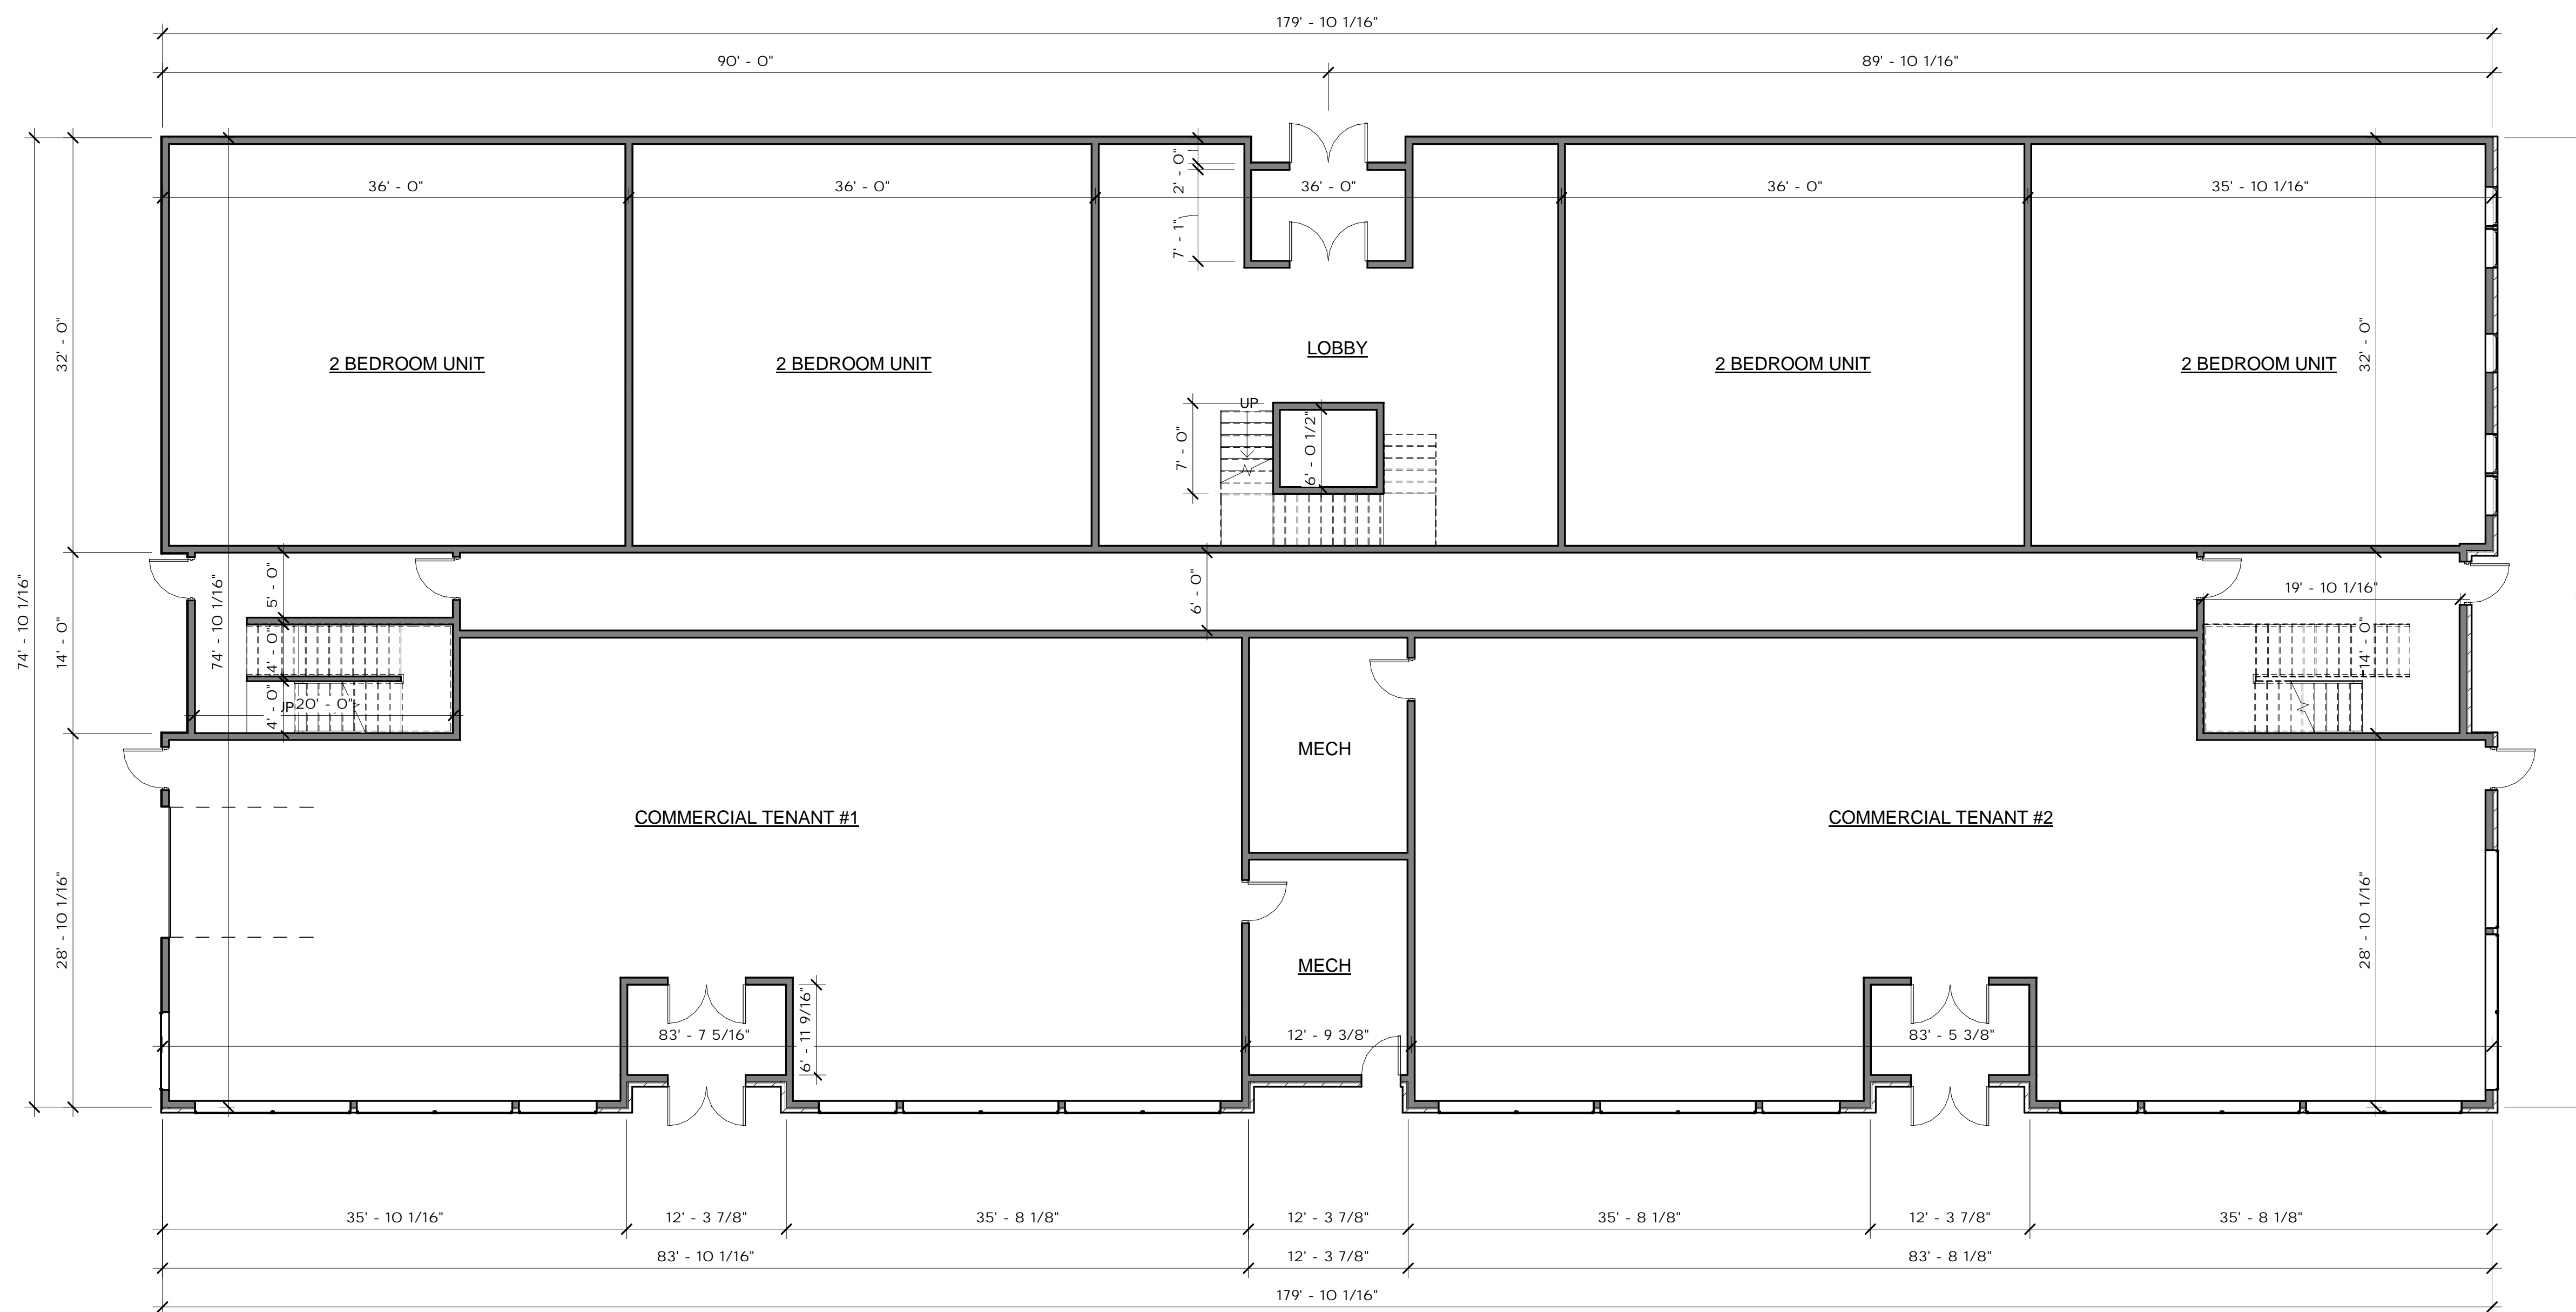 179' - 10 1/16"
90' - 0"
89' - 10 1/16"
36' - 0"
36' - 0"
2' - 0"
36' - 0"
36' - 0"
35' - 10 1/16"
7' - 1"
32' - 0"
2 BEDROOM UNIT
2 BEDROOM UNIT
LOBBY
2 BEDROOM UNIT
2 BEDROOM UNIT
32' - 0"
UP
7' - 0"
6' - 0 1/2"
74' - 10 1/16"
14' - 0"
74' - 10 1/16"
5' - 0"
4' - 0"
4' - 0"
20' - 0"
6' - 0"
19' - 10 1/16"
14' - 0"
MECH
COMMERCIAL TENANT #1
COMMERCIAL TENANT #2
28' - 10 1/16"
28' - 10 1/16"
MECH
83' - 7 5/16"
6' - 11 9/16"
12' - 9 3/8"
83' - 5 3/8"
35' - 10 1/16"
12' - 3 7/8"
35' - 8 1/8"
12' - 3 7/8"
35' - 8 1/8"
12' - 3 7/8"
35' - 8 1/8"
83' - 10 1/16"
12' - 3 7/8"
83' - 8 1/8"
179' - 10 1/16"